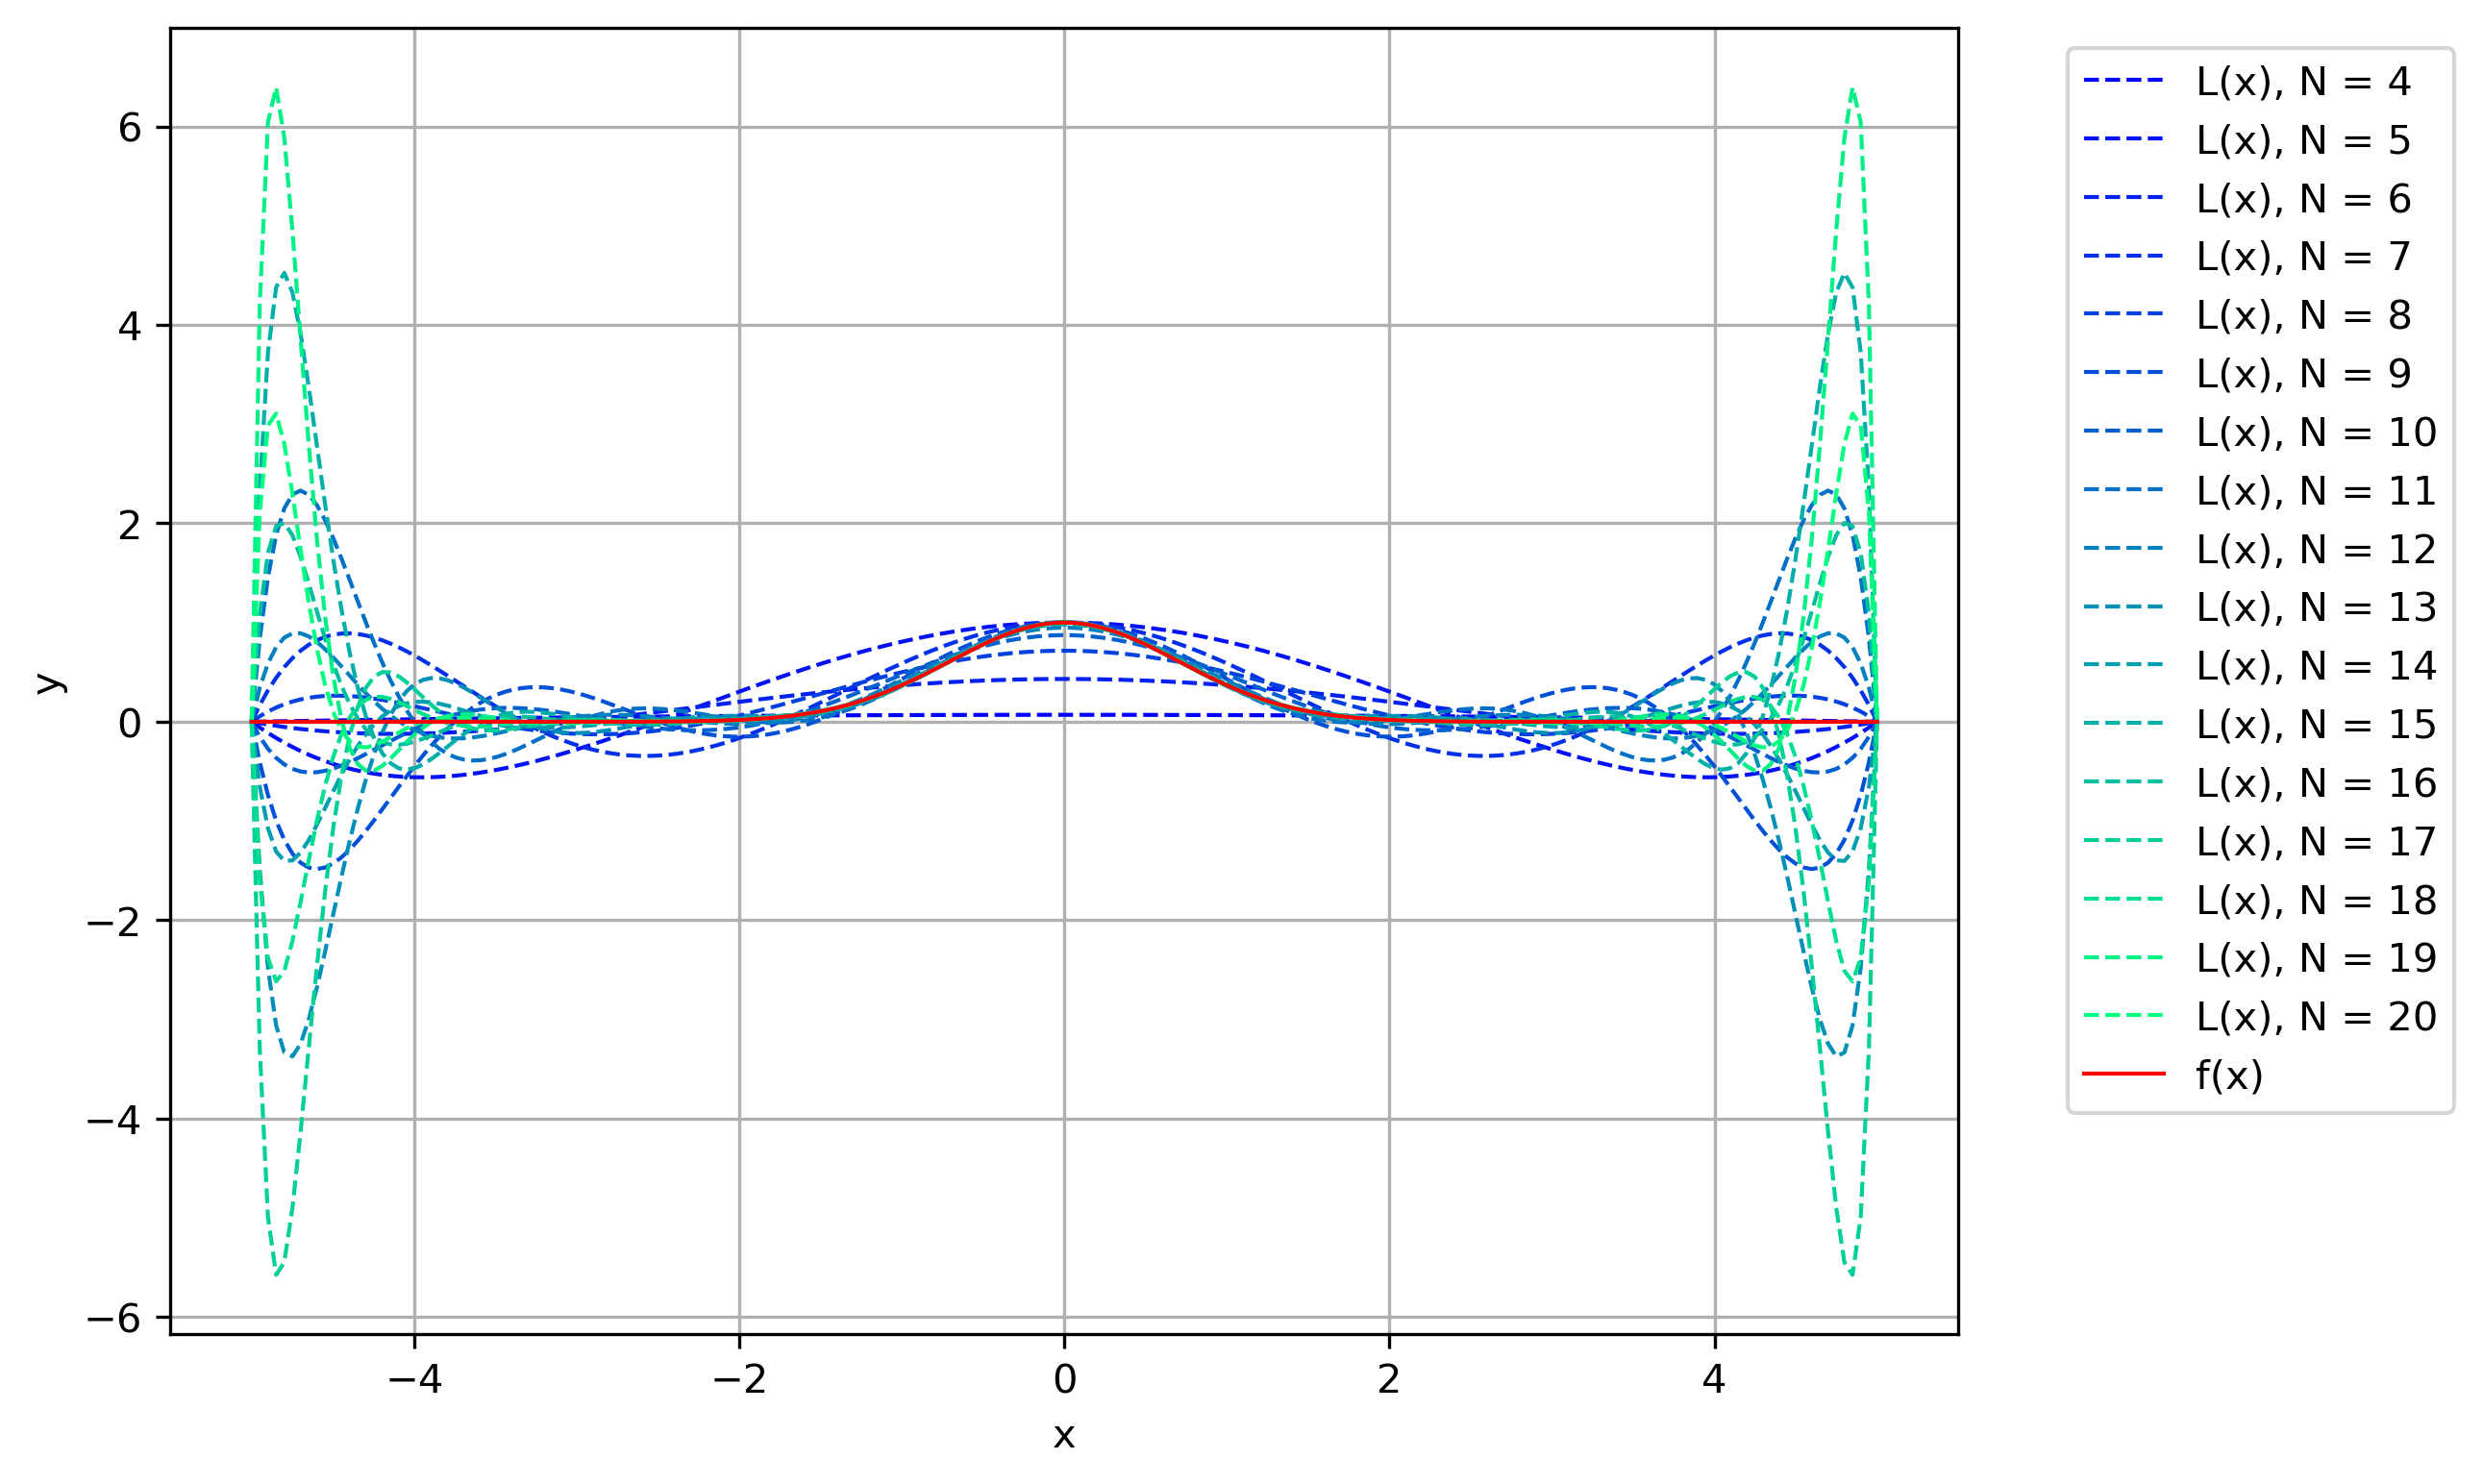 6
4
2
0
−2
−4
−6
y
−4
−2
0
2
4
x
L(x), N = 4
L(x), N = 5
L(x), N = 6
L(x), N = 7
L(x), N = 8
L(x), N = 9
L(x), N = 10
L(x), N = 11
L(x), N = 12
L(x), N = 13
L(x), N = 14
L(x), N = 15
L(x), N = 16
L(x), N = 17
L(x), N = 18
L(x), N = 19
L(x), N = 20
f(x)